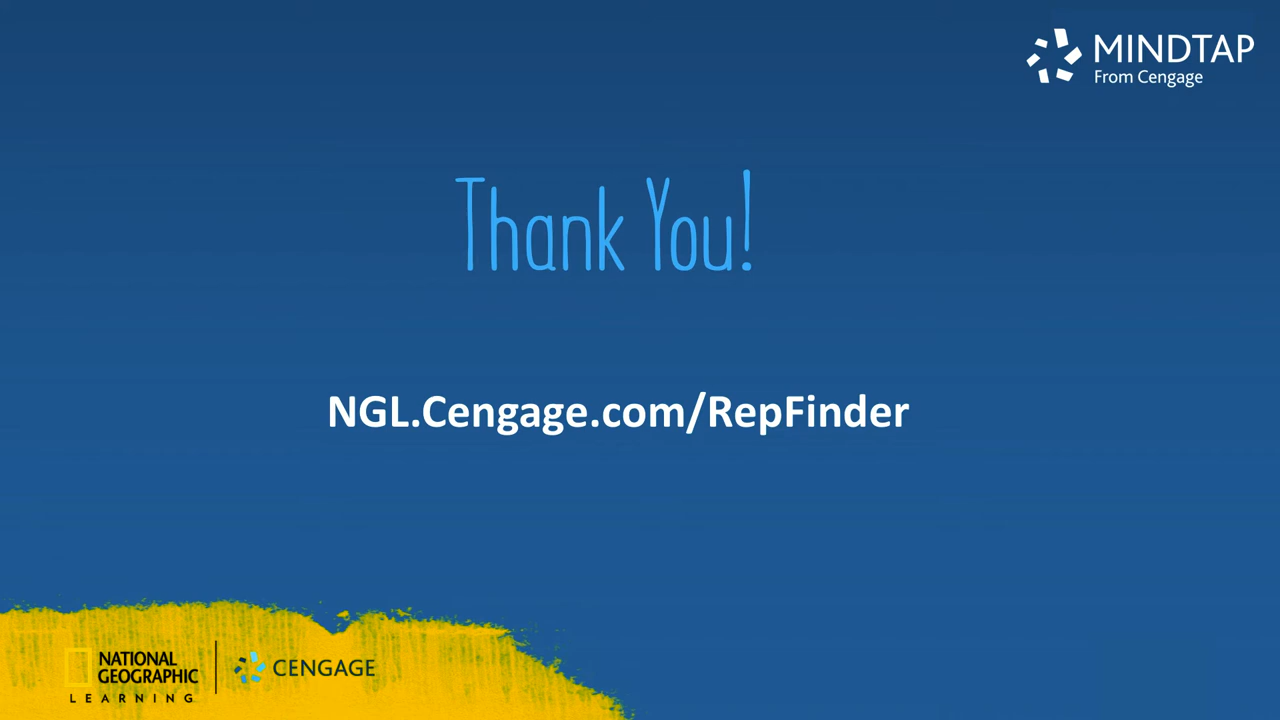 MINDTAP
From Cengage
Thank You!
NGL.Cengage.com/RepFinder
NATIONAL
GEOGRAPHIC
LEARNING
CENGAGE